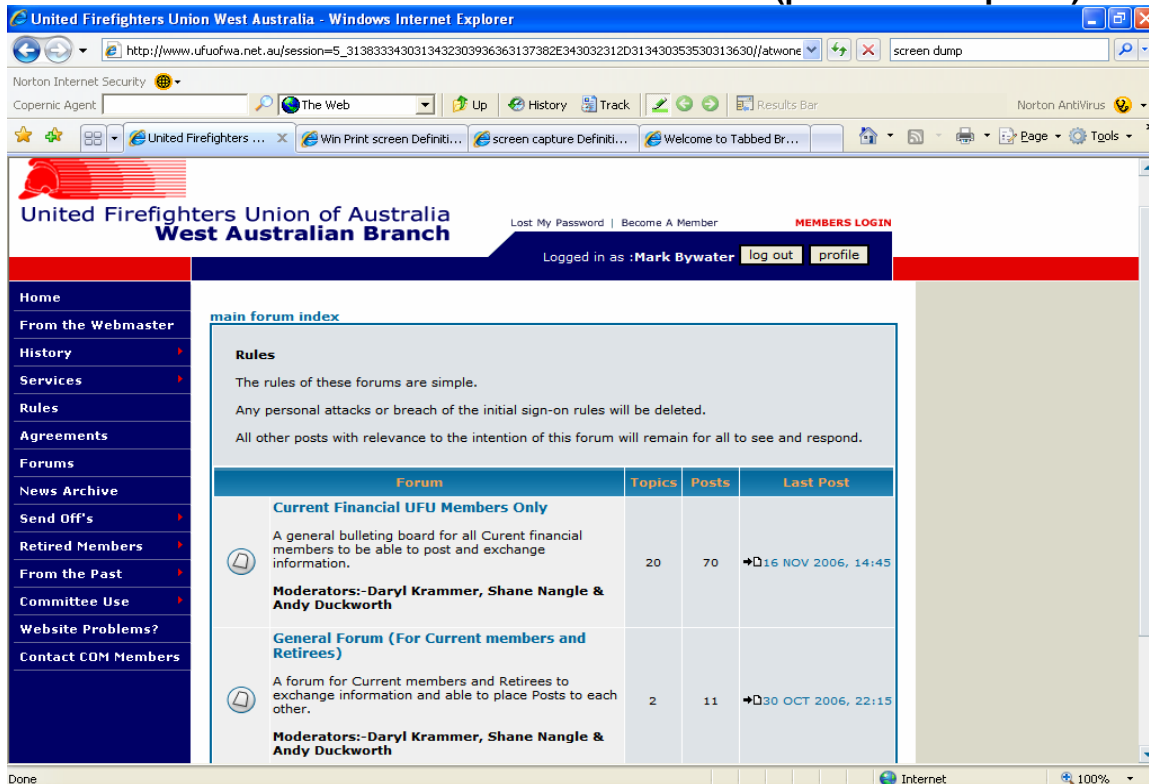 United Firefighters Union West Australia - Windows Internet Explorer
screen dump
Norton Internet Security
Copernic Agent The Web Up History Track Results Bar Norton AntiVirus
United Firefighters ... Win Print screen Definiti... screen capture Definiti... Welcome to Tabbed Br... Page Tools
United Firefighters Union of Australia
West Australian Branch
Lost My Password | Become A Member MEMBERS LOGIN
Logged in as :Mark Bywater log out profile
Home
From the Webmaster
History
Services
Rules
Agreements
Forums
News Archive
Send Off's
Retired Members
From the Past
Committee Use
Website Problems?
Contact COM Members
main forum index
Rules
The rules of these forums are simple.
Any personal attacks or breach of the initial sign-on rules will be deleted.
All other posts with relevance to the intention of this forum will remain for all to see and respond.
Forum Topics Posts Last Post
Current Financial UFU Members Only
A general bulleting board for all Curent financial
members to be able to post and exchange
information.
20 70 16 NOV 2006, 14:45
Moderators:-Daryl Krammer, Shane Nangle &
Andy Duckworth
General Forum (For Current members and
Retirees)
A forum for Current members and Retirees to
exchange information and able to place Posts to each
other.
2 11 30 OCT 2006, 22:15
Moderators:-Daryl Krammer, Shane Nangle &
Andy Duckworth
Done Internet 100%